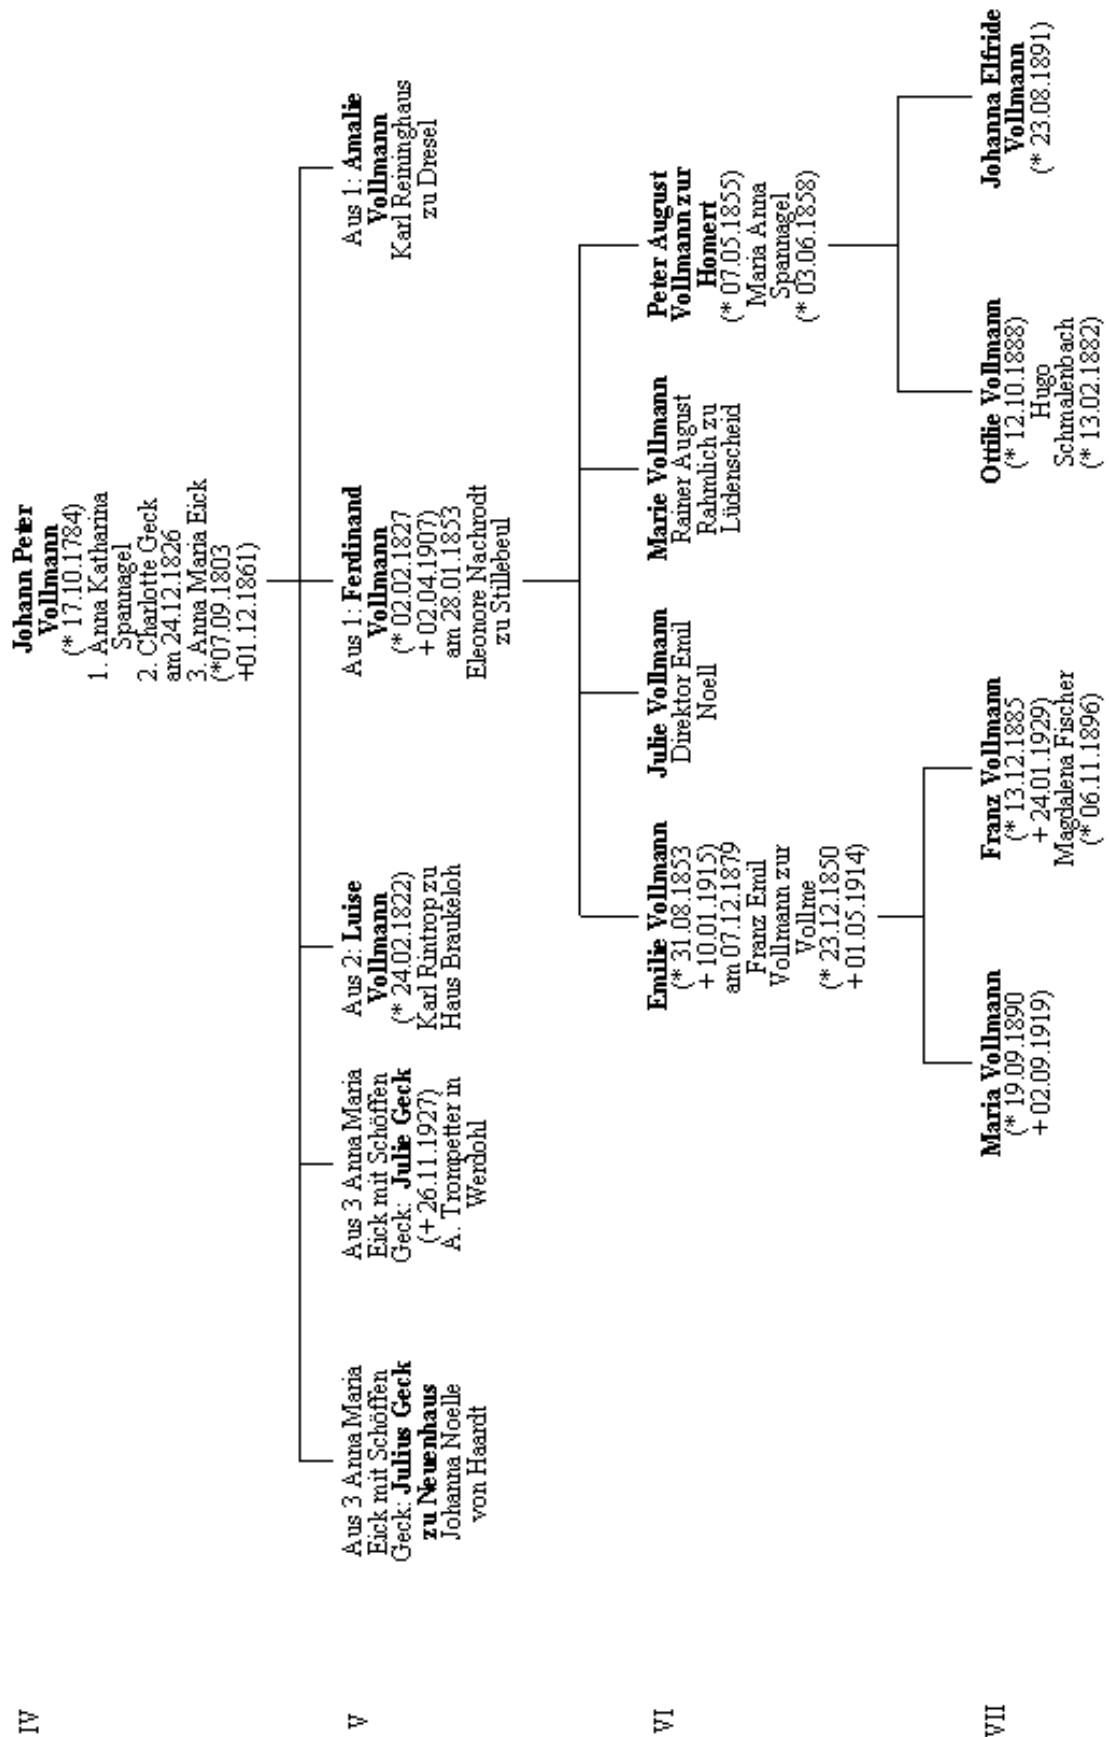 IV
Johann Peter
Vollmann
(* 17.10.1784)
1. Anna Katharina
Spannagel
2. Charlotte Geck
am 24.12.1826
3. Anna Maria Eick
(*07.09.1803
+01.12.1861)
V
Aus 3 Anna Maria
Eick mit Schöffen
Geck: Julius Geck
zu Neuenhaus
Johanna Noelle
von Haardt
Aus 3 Anna Maria
Eick mit Schöffen
Geck: Julie Geck
(+ 26.11.1927)
A. Trompetter in
Werdohl
Aus 2: Luise
Vollmann
(* 24.02.1822)
Karl Rintrop zu
Haus Braukeloh
Aus 1: Ferdinand
Vollmann
(* 02.02.1827
+ 02.04.1907)
am 28.01.1853
Eleonore Nachrodt
zu Stillebeul
Aus 1: Amalie
Vollmann
Karl Reininghaus
zu Dresel
VI
Emilie Vollmann
(* 31.08.1853
+ 10.01.1915)
am 07.12.1879
Franz Emil
Vollmann zur
Vollme
(* 23.12.1850
+ 01.05.1914)
Julie Vollmann
Direktor Emil
Noell
Marie Vollmann
Rainer August
Rahmlich zu
Lüdenscheid
Peter August
Vollmann zur
Homert
(* 07.05.1855)
Maria Anna
Spannagel
(* 03.06.1858)
VII
Maria Vollmann
(* 19.09.1890
+ 02.09.1919)
Franz Vollmann
(* 13.12.1885
+ 24.01.1929)
Magdalena Fischer
(* 06.11.1896)
Ottilie Vollmann
(* 12.10.1888)
Hugo
Schmalenbach
(* 13.02.1882)
Johanna Elfride
Vollmann
(* 23.08.1891)